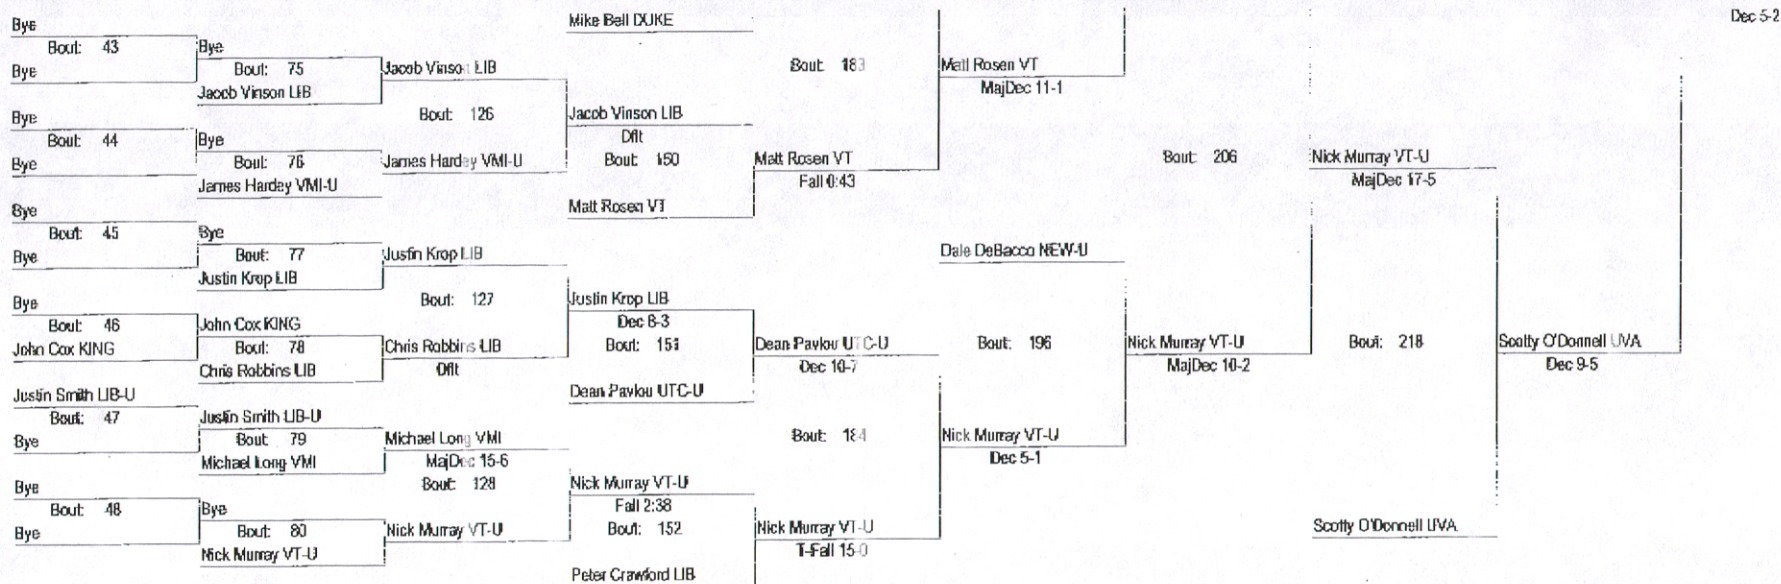 Bye
Bout: 43
Bye
Bye
Bout: 44
Bye
Bye
Bout: 45
Bye
Bye
Bout: 46
John Cox KING
Justin Smith LIB-U
Bout: 47
Bye
Bye
Bout: 48
Bye
Bye
Bout: 75
Jacob Vinson LIB
Bye
Bout: 76
James Hardey VMI-U
Bye
Bout: 77
Justin Krop LIB
John Cox KING
Bout: 78
Chris Robbins LIB
Justin Smith LIB-U
Bout: 79
Michael Long VMI
Bye
Bout: 80
Nick Murray VT-U
Jacob Vinson LIB
Bout: 126
James Hardey VMI-U
Justin Krop LIB
Bout: 127
Chris Robbins LIB
Dflt
Michael Long VMI
MajDec 15-6
Bout: 128
Nick Murray VT-U
Mike Bell DUKE
Jacob Vinson LIB
Dflt
Bout: 150
Matt Rosen VT
Justin Krop LIB
Dec 8-3
Bout: 151
Dean Pavlou UTC-U
Nick Murray VT-U
Fall 2:38
Bout: 152
Peter Crawford LIB
Bout: 183
Matt Rosen VT
Fall 0:43
Dean Pavlou UTC-U
Dec 10-7
Bout: 184
Nick Murray VT-U
T-Fall 15-0
Matt Rosen VT
MajDec 11-1
Dale DeBacco NEW-U
Bout: 196
Nick Murray VT-U
Dec 5-1
Bout: 206
Nick Murray VT-U
MajDec 10-2
Nick Murray VT-U
MajDec 17-5
Bout: 218
Scotty O'Donnell UVA
Scotty O'Donnell UVA
Dec 9-5
Dec 5-2